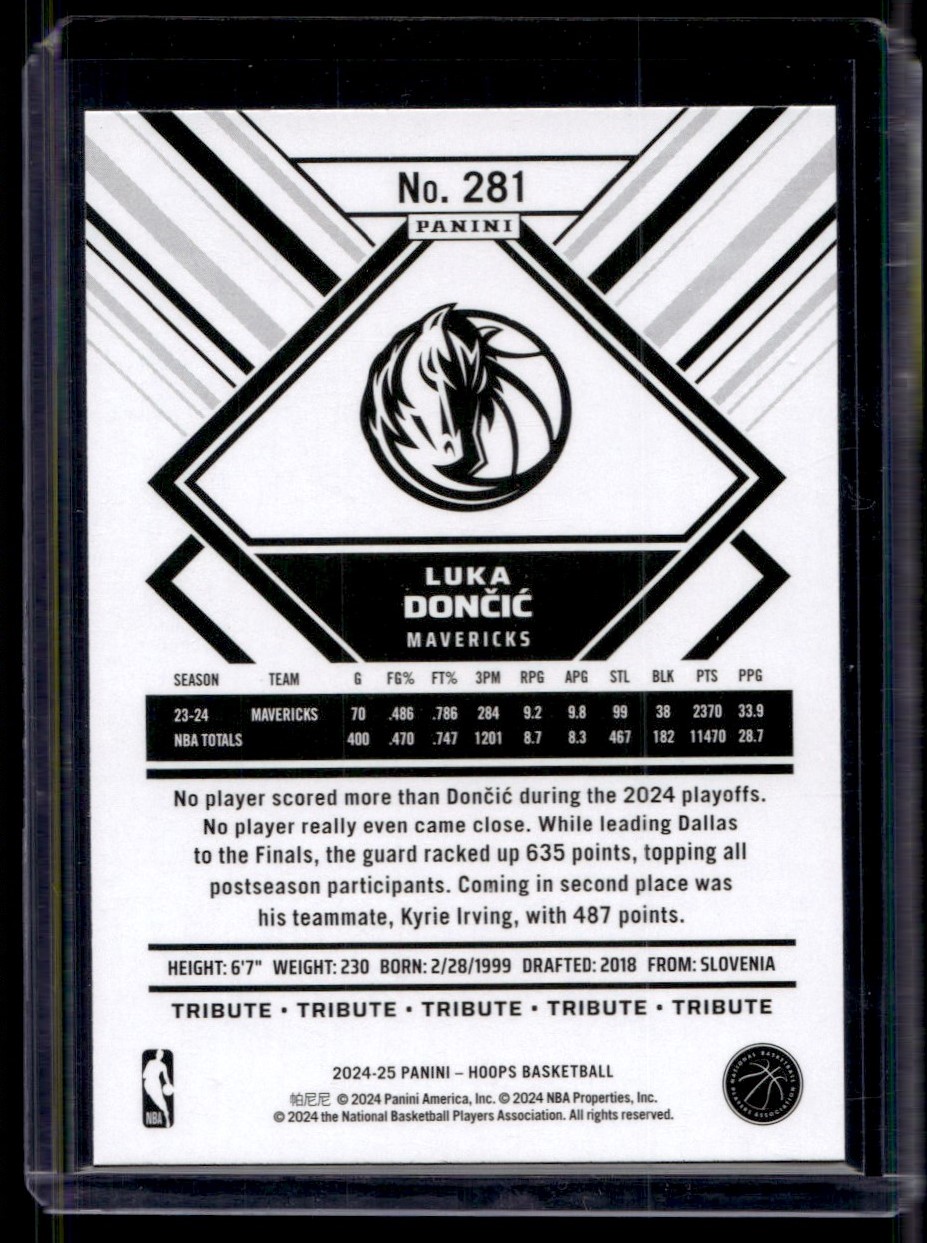 No. 281
PANINI
LUKA
DONČIĆ
MAVERICKS
SEASON TEAM G FG% FT% 3PM RPG APG STL BLK PTS PPG
23-24 MAVERICKS 70 .486 .786 284 9.2 9.8 99 38 2370 33.9
NBA TOTALS 400 .470 .747 1201 8.7 8.3 467 182 11470 28.7
No player scored more than Dončić during the 2024 playoffs.
No player really even came close. While leading Dallas
to the Finals, the guard racked up 635 points, topping all
postseason participants. Coming in second place was
his teammate, Kyrie Irving, with 487 points.
HEIGHT: 6'7" WEIGHT: 230 BORN: 2/28/1999 DRAFTED: 2018 FROM: SLOVENIA
TRIBUTE • TRIBUTE • TRIBUTE • TRIBUTE • TRIBUTE
2024-25 PANINI – HOOPS BASKETBALL
帕尼尼 © 2024 Panini America, Inc. © 2024 NBA Properties, Inc.
© 2024 the National Basketball Players Association. All rights reserved.
NBA
NATIONAL BASKETBALL PLAYERS ASSOCIATION